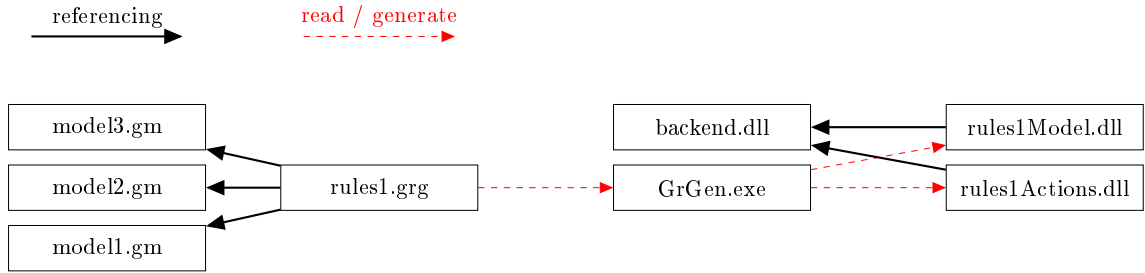 referencing
read / generate
model3.gm
backend.dll
rules1Model.dll
model2.gm
rules1.grg
GrGen.exe
rules1Actions.dll
model1.gm